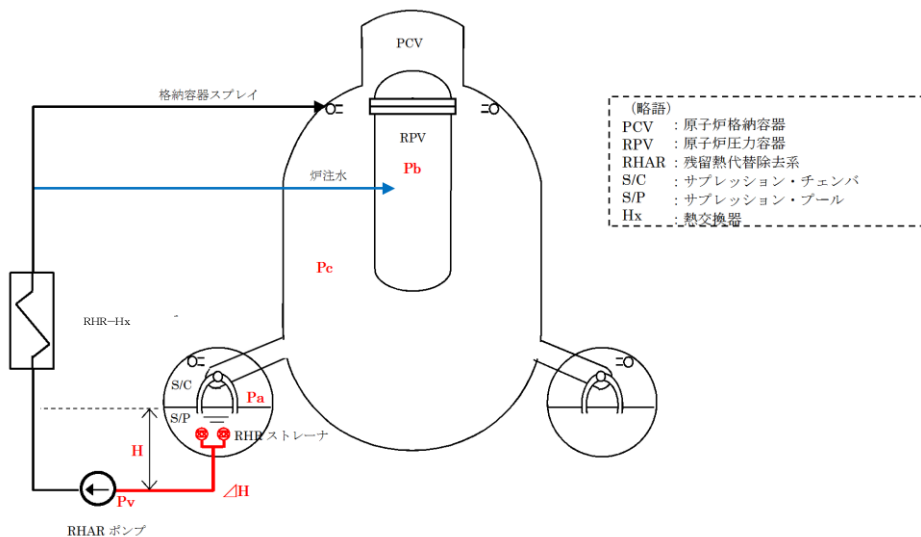 PCV
格納容器スプレイ
RPV
Pb
炉注水
Pc
(略語)
PCV : 原子炉格納容器
RPV : 原子炉圧力容器
RHAR : 残留熱代替除去系
S/C : サプレッション・チェンバ
S/P : サプレッション・プール
Hx : 熱交換器
RHR-Hx
S/C
Pa
S/P
RHR ストレーナ
H
⊿H
Pv
RHAR ポンプ